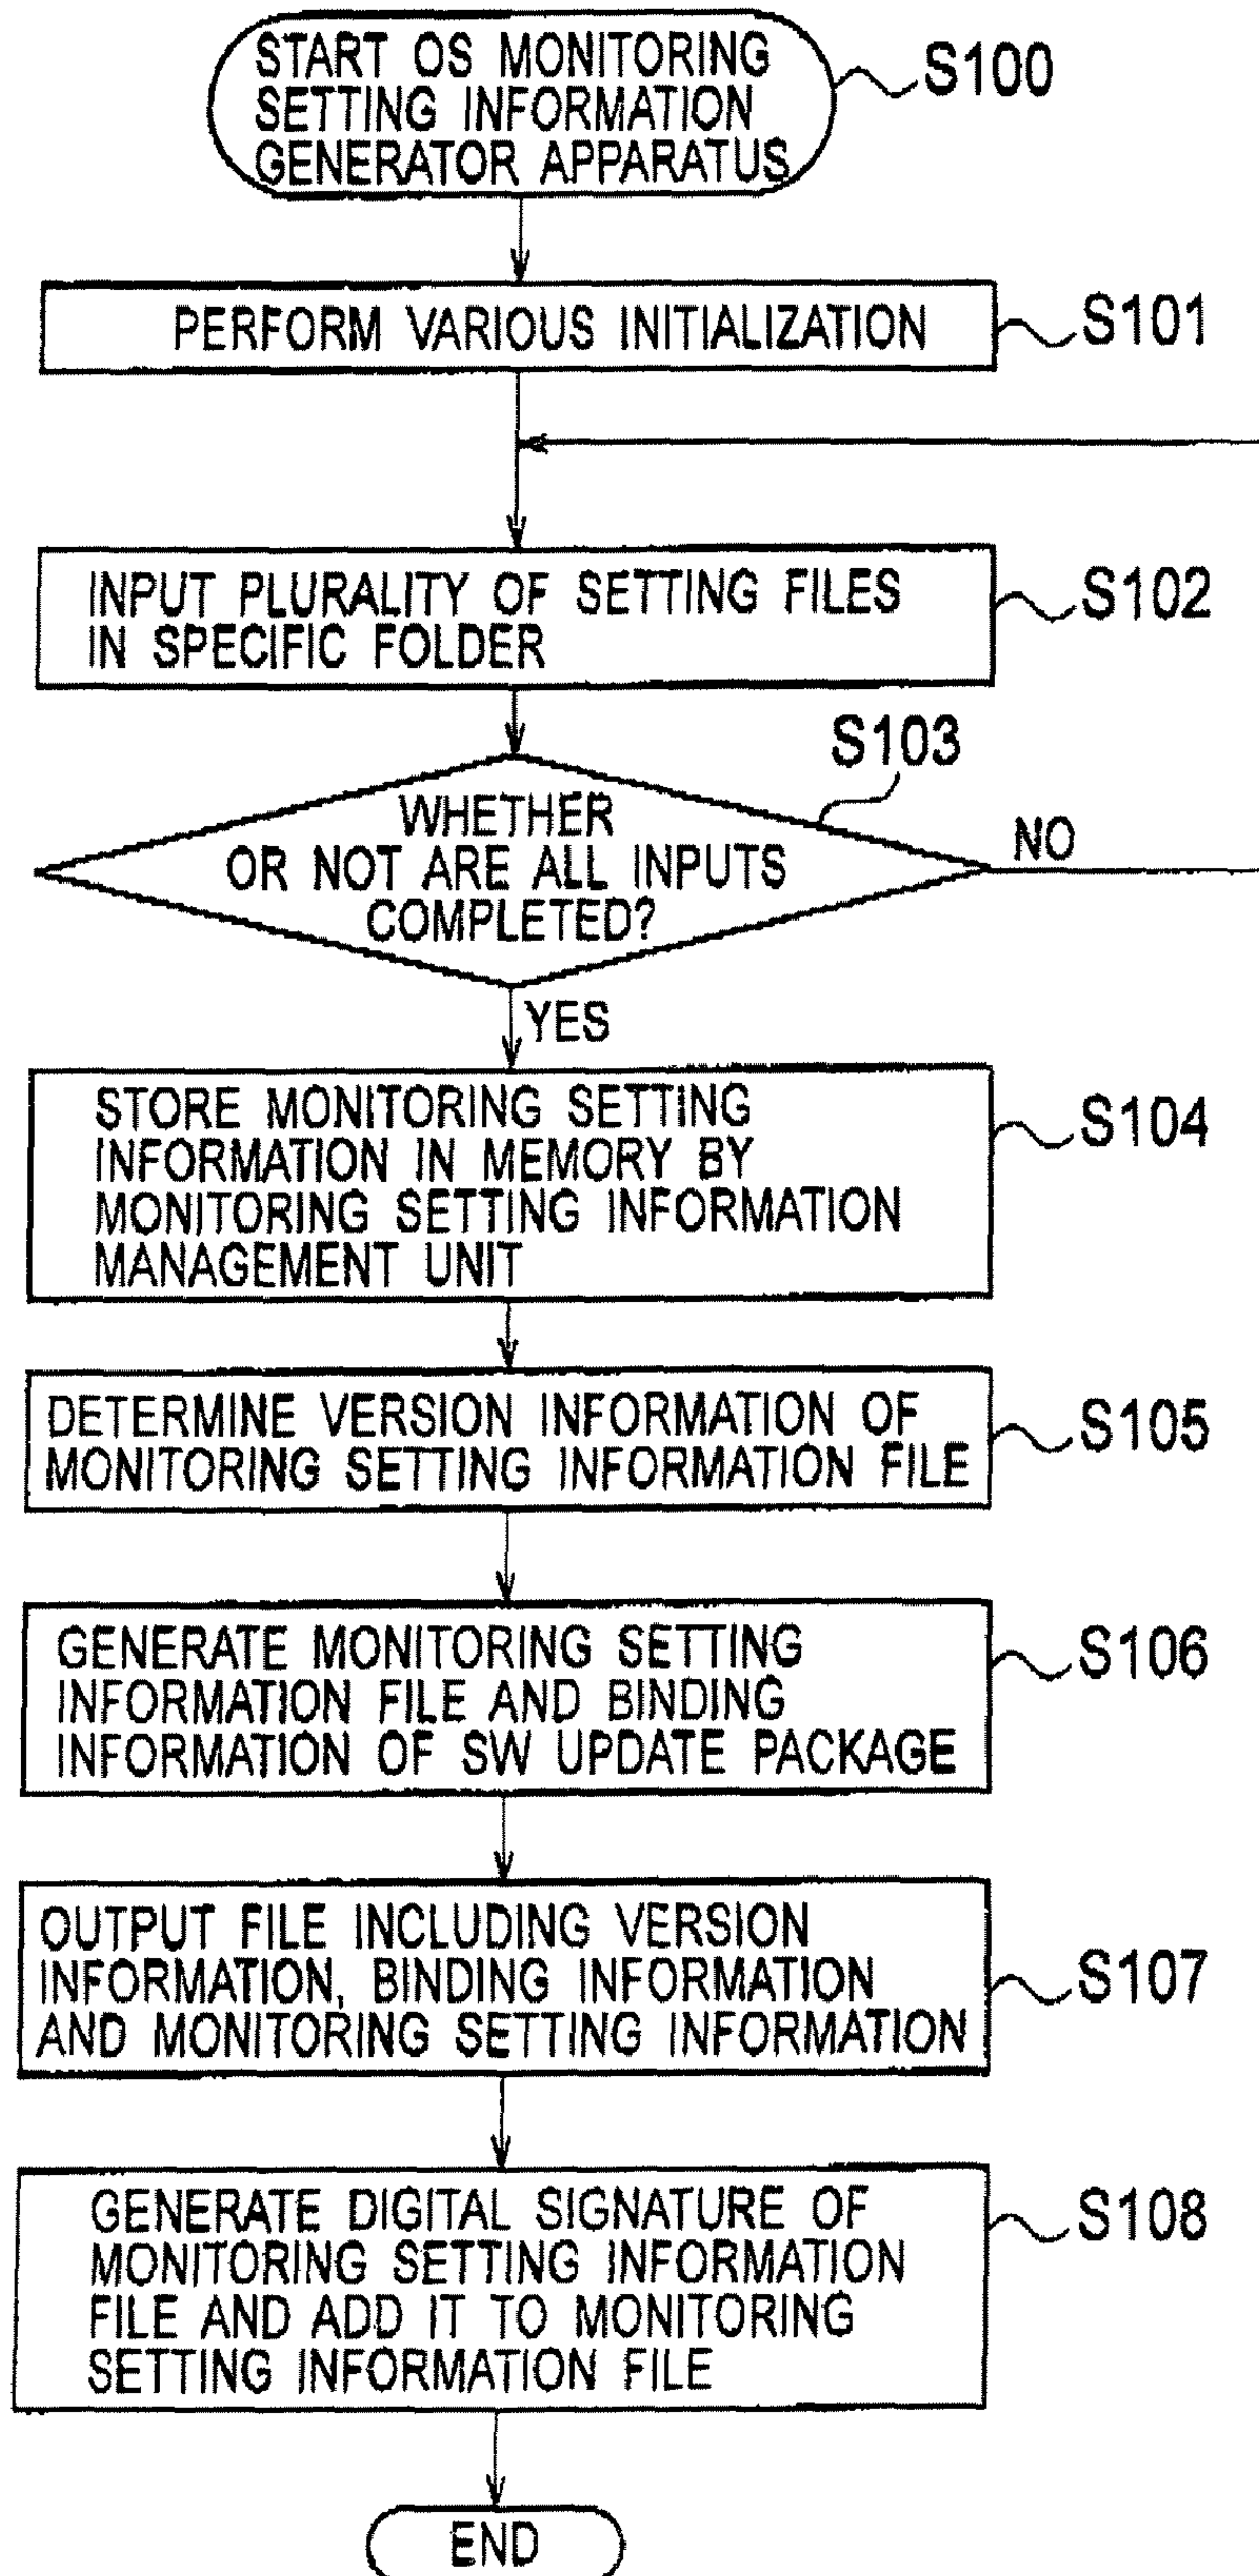 START OS MONITORING
SETTING INFORMATION
GENERATOR APPARATUS
S100
PERFORM VARIOUS INITIALIZATION
S101
INPUT PLURALITY OF SETTING FILES
IN SPECIFIC FOLDER
S102
S103
WHETHER
OR NOT ARE ALL INPUTS
COMPLETED?
NO
YES
STORE MONITORING SETTING
INFORMATION IN MEMORY BY
MONITORING SETTING INFORMATION
MANAGEMENT UNIT
S104
DETERMINE VERSION INFORMATION OF
MONITORING SETTING INFORMATION FILE
S105
GENERATE MONITORING SETTING
INFORMATION FILE AND BINDING
INFORMATION OF SW UPDATE PACKAGE
S106
OUTPUT FILE INCLUDING VERSION
INFORMATION, BINDING INFORMATION
AND MONITORING SETTING INFORMATION
S107
GENERATE DIGITAL SIGNATURE OF
MONITORING SETTING INFORMATION
FILE AND ADD IT TO MONITORING
SETTING INFORMATION FILE
S108
END